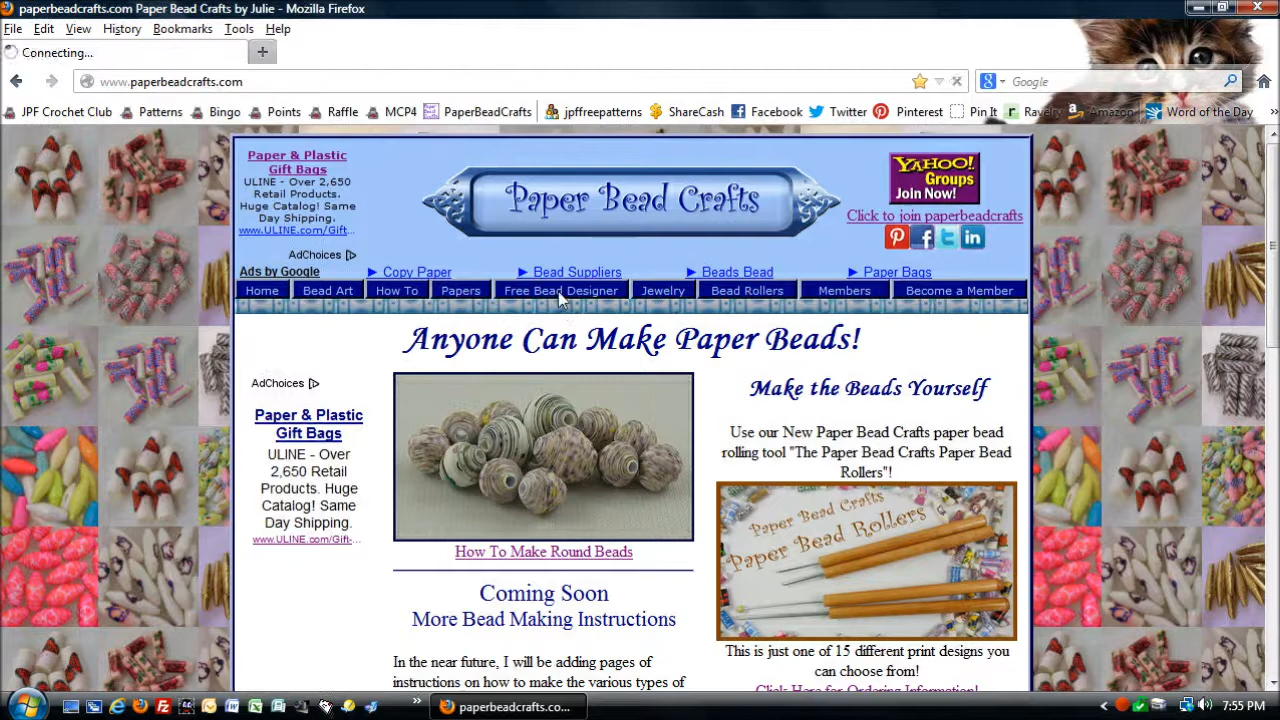 paperbeadcrafts.com Paper Bead Crafts by Julie - Mozilla Firefox
File Edit View History Bookmarks Tools Help
Connecting...
www.paperbeadcrafts.com
Google
JPF Crochet Club Patterns Bingo Points Raffle MCP4 PaperBeadCrafts jpffreepatterns ShareCash Facebook Twitter Pinterest Pin It Ravelry Amazon Word of the Day
Paper & Plastic
Gift Bags
ULINE - Over 2,650
Retail Products.
Huge Catalog! Same
Day Shipping.
www.ULINE.com/Gift...
AdChoices
Paper Bead Crafts
YAHOO!
Groups
Join Now!
Click to join paperbeadcrafts
Ads by Google Copy Paper Bead Suppliers Beads Bead Paper Bags
Home Bead Art How To Papers Free Bead Designer Jewelry Bead Rollers Members Become a Member
Anyone Can Make Paper Beads!
AdChoices
Paper & Plastic
Gift Bags
ULINE - Over
2,650 Retail
Products. Huge
Catalog! Same
Day Shipping.
www.ULINE.com/Gift-...
How To Make Round Beads
Coming Soon
More Bead Making Instructions
In the near future, I will be adding pages of
instructions on how to make the various types of
Make the Beads Yourself
Use our New Paper Bead Crafts paper bead
rolling tool "The Paper Bead Crafts Paper Bead
Rollers"!
Paper Bead Crafts
Paper Bead Rollers
This is just one of 15 different print designs you
can choose from!
Click Here for Ordering Information!
paperbeadcrafts.co...
7:55 PM